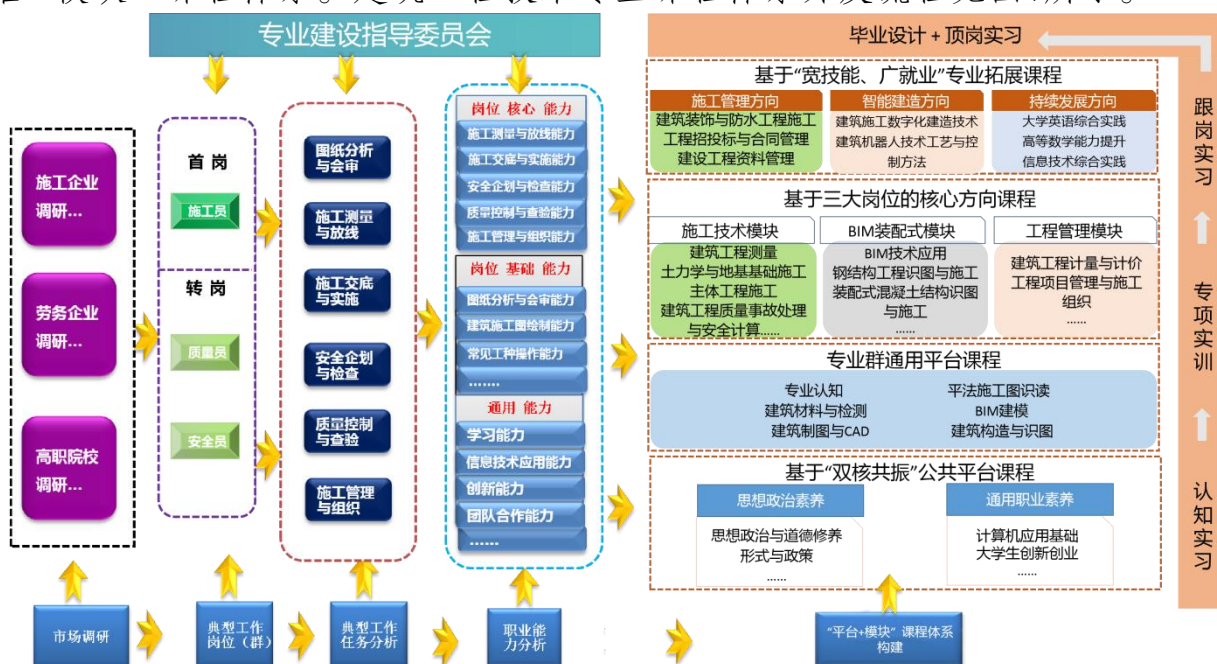 专业建设指导委员会
施工企业
调研...
劳务企业
调研...
高职院校
调研...
首岗
施工员
转岗
质量员
安全员
图纸分析
与会审
施工测量
与放线
施工交底
与实施
安全企划
与检查
质量控制
与查验
施工管理
与组织
岗位 核心 能力
施工测量与放线能力
施工交底与实施能力
安全企划与检查能力
质量控制与查验能力
施工管理与组织能力
岗位 基础 能力
图纸分析与会审能力
建筑施工图绘制能力
常见工种操作能力
.......
通用 能力
学习能力
信息技术应用能力
创新能力
团队合作能力
......
毕业设计+顶岗实习
基于“宽技能、广就业”专业拓展课程
施工管理方向
建筑装饰与防水工程施工
工程招投标与合同管理
建设工程资料管理
智能建造方向
建筑施工数字化建造技术
建筑机器人技术工艺与控
制方法
持续发展方向
大学英语综合实践
高等数学能力提升
信息技术综合实践
基于三大岗位的核心方向课程
施工技术模块
建筑工程测量
土力学与地基基础施工
主体工程施工
建筑工程质量事故处理
与安全计算......
BIM装配式模块
BIM技术应用
钢结构工程识图与施工
装配式混凝土结构识图
与施工
......
工程管理模块
建筑工程计量与计价
工程项目管理与施工
组织
......
专业群通用平台课程
专业认知
建筑材料与检测
建筑制图与CAD
平法施工图识读
BIM建模
建筑构造与识图
基于“双核共振”公共平台课程
思想政治素养
思想政治与道德修养
形式与政策
......
通用职业素养
计算机应用基础
大学生创新创业
......
跟岗实习
专项实训
认知实习
市场调研
典型工作
岗位（群）
典型工作
任务分析
职业能
力分析
“平台+模块”课程体系
构建